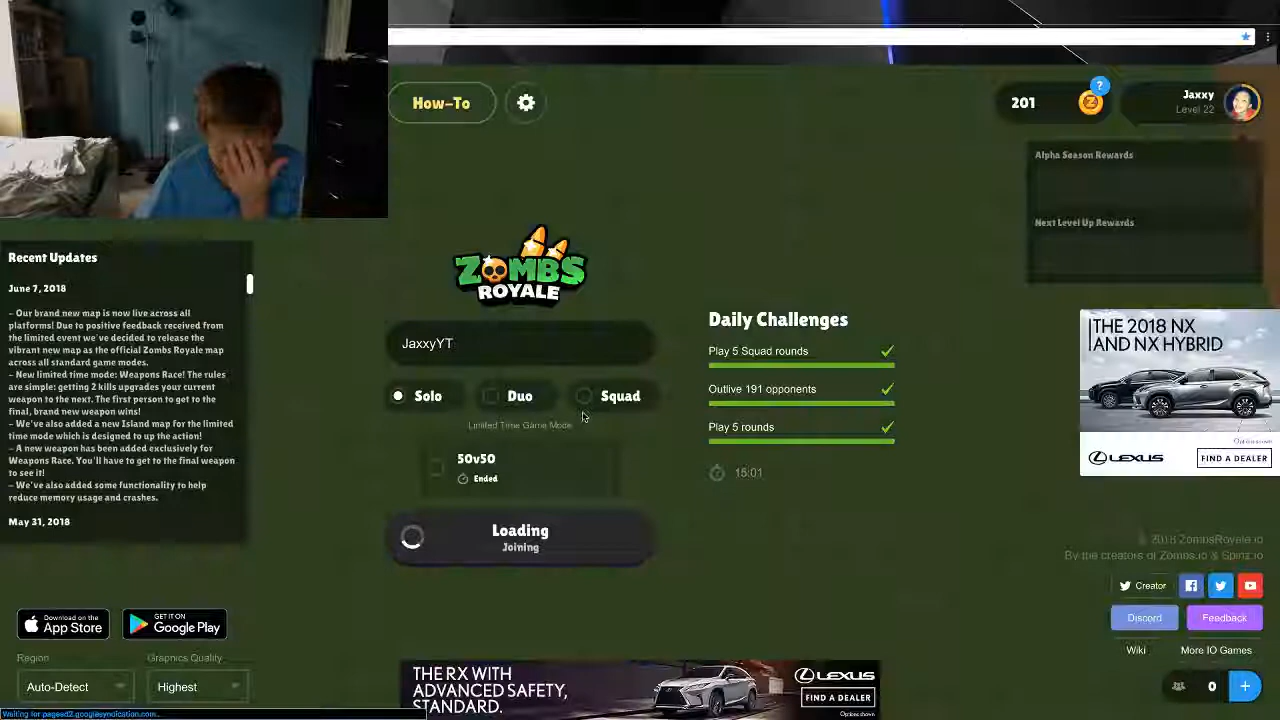 How-To
201
?
Jaxxy
Level 22
Alpha Season Rewards
Next Level Up Rewards
Recent Updates
June 7, 2018
– Our brand new map is now live across all
platforms! Due to positive feedback received from
the limited event we've decided to release the
vibrant new map as the official Zombs Royale map
across all standard game modes.
– New limited time mode: Weapons Race! The rules
are simple: getting 2 kills upgrades your current
weapon to the next. The first person to get to the
final, brand new weapon wins!
– We've also added a new Island map for the limited
time mode which is designed to up the action!
– A new weapon has been added exclusively for
Weapons Race. You'll have to get to the final weapon
to see it!
– We've also added some functionality to help
reduce memory usage and crashes.
May 31, 2018
ZOMBS
ROYALE
JaxxyYT
Solo
Duo
Squad
Limited Time Game Mode
50v50
Ended
Loading
Joining
Daily Challenges
Play 5 Squad rounds
Outlive 191 opponents
Play 5 rounds
15:01
THE 2018 NX
AND NX HYBRID
Options shown
LEXUS
FIND A DEALER
© 2018 ZombsRoyale.io
By the creators of Zombs.io & Spinz.io
Creator
Discord
Feedback
Wiki
More IO Games
0
+
Download on the
App Store
GET IT ON
Google Play
Region
Graphics Quality
Auto-Detect
Highest
THE RX WITH
ADVANCED SAFETY,
STANDARD.
LEXUS
FIND A DEALER
Options shown
Waiting for pagead2.googlesyndication.com...